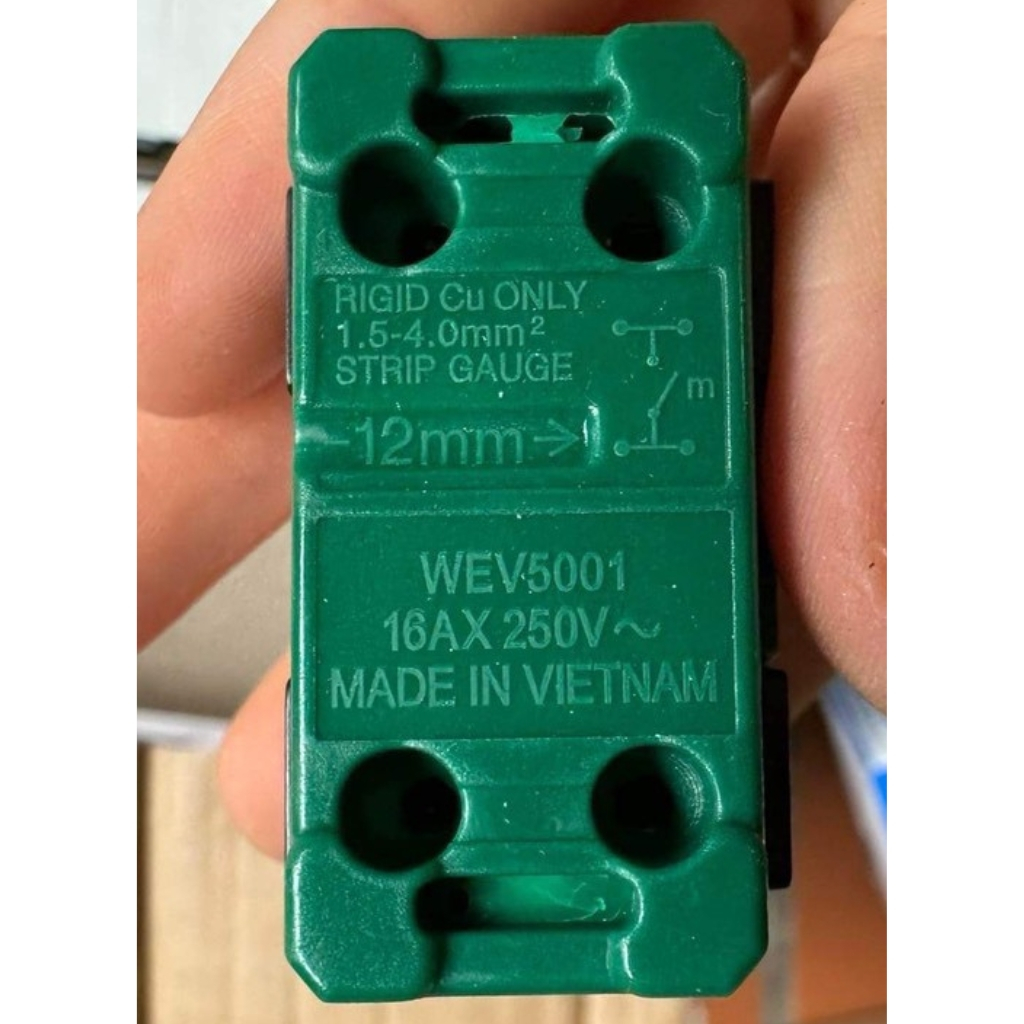 RIGID Cu ONLY
1.5-4.0mm²
STRIP GAUGE
m
12mm
WEV5001
16AX 250V~
MADE IN VIETNAM